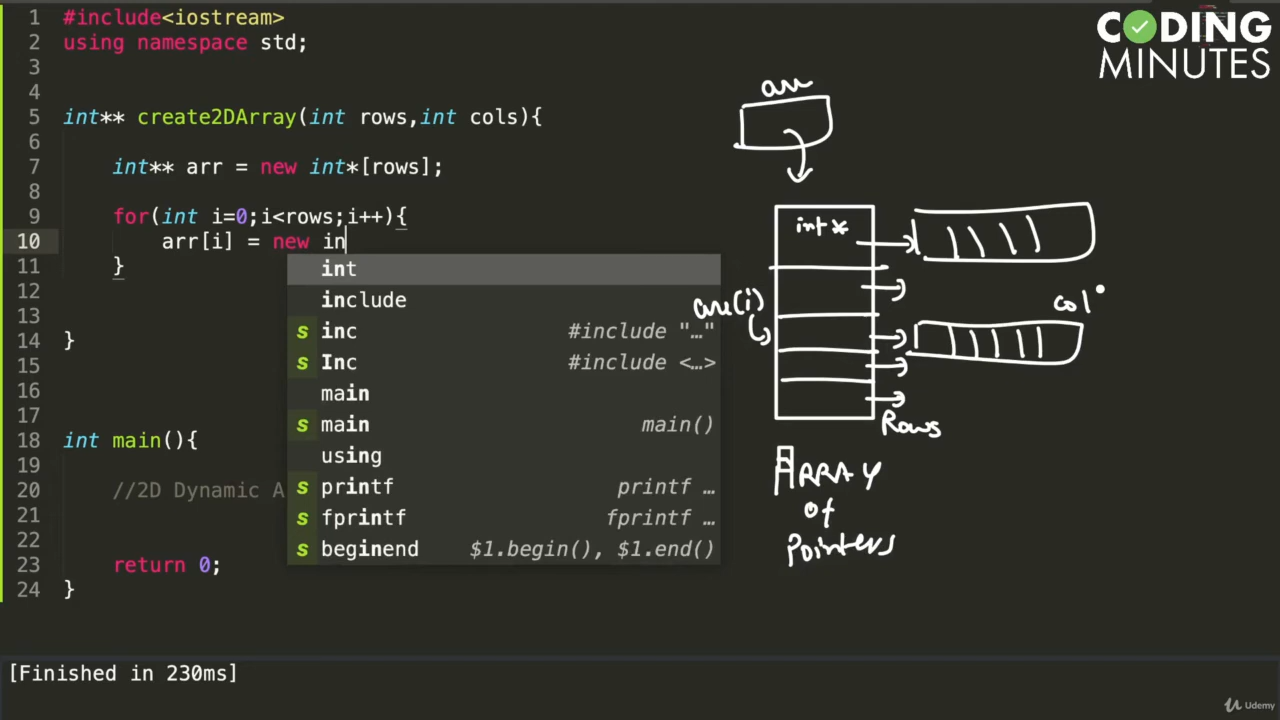 1 #include<iostream>
2 using namespace std;
3
4
5 int** create2DArray(int rows,int cols){
6
7 int** arr = new int*[rows];
8
9 for(int i=0;i<rows;i++){
10 arr[i] = new in
11 }
12
13
14 }
15
16
17
18 int main(){
19
20 //2D Dynamic A
21
22
23 return 0;
24 }
int
include
s inc #include "…"
s Inc #include <…>
main
s main main()
using
s printf printf …
s fprintf fprintf …
s beginend $1.begin(), $1.end()
[Finished in 230ms]
CODING
MINUTES
arr
int *
arr(i)
col
Rows
ARRAY
of
Pointers
Udemy